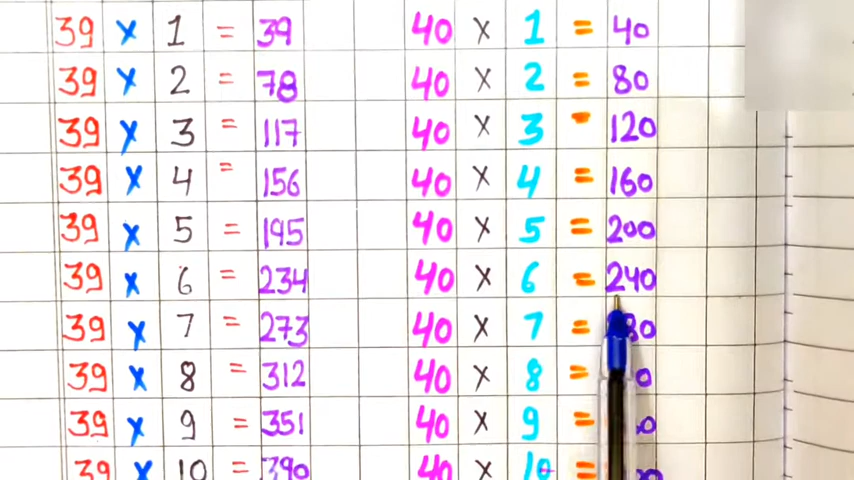 39 × 1 = 39 40 × 1 = 40
39 × 2 = 78 40 × 2 = 80
39 × 3 = 117 40 × 3 = 120
39 × 4 = 156 40 × 4 = 160
39 × 5 = 195 40 × 5 = 200
39 × 6 = 234 40 × 6 = 240
39 × 7 = 273 40 × 7 =
39 × 8 = 312 40 × 8 =
39 × 9 = 351 40 × 9 =
39 × 10 = 390 40 × 10 =